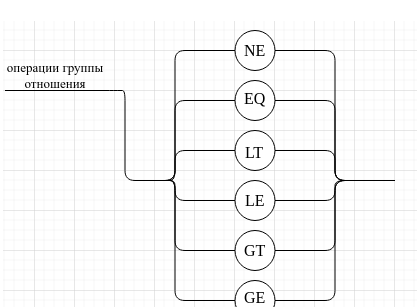 операции группы
отношения
NE
EQ
LT
LE
GT
GE